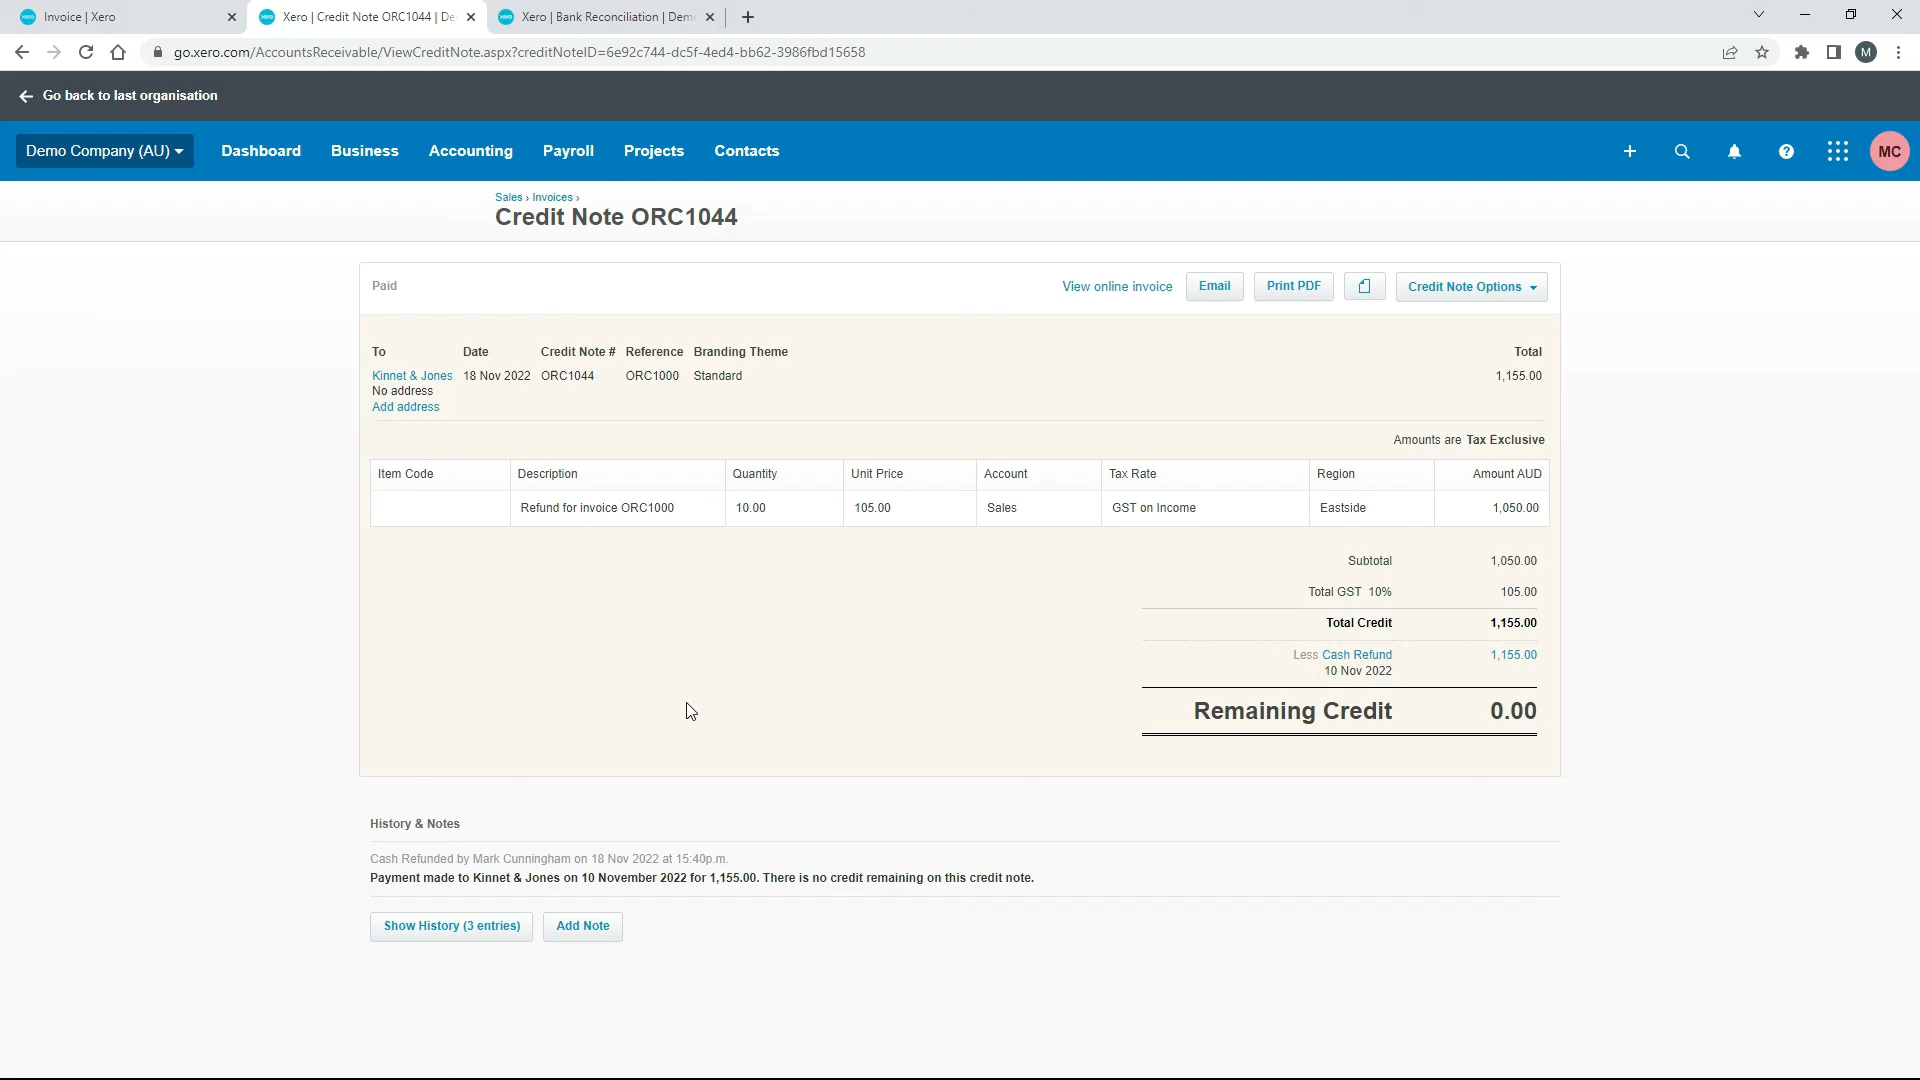 Invoice | Xero
Xero | Credit Note ORC1044 | De
Xero | Bank Reconciliation | Dem
go.xero.com/AccountsReceivable/ViewCreditNote.aspx?creditNoteID=6e92c744-dc5f-4ed4-bb62-3986fbd15658
M
Go back to last organisation
Demo Company (AU) Dashboard Business Accounting Payroll Projects Contacts
MC
Sales › Invoices ›
Credit Note ORC1044
Paid View online invoice Email Print PDF Credit Note Options
To Date Credit Note # Reference Branding Theme Total
Kinnet & Jones 18 Nov 2022 ORC1044 ORC1000 Standard 1,155.00
No address
Add address
Amounts are Tax Exclusive
Item Code Description Quantity Unit Price Account Tax Rate Region Amount AUD
Refund for invoice ORC1000 10.00 105.00 Sales GST on Income Eastside 1,050.00
Subtotal 1,050.00
Total GST 10% 105.00
Total Credit 1,155.00
Less Cash Refund 1,155.00
10 Nov 2022
Remaining Credit 0.00
History & Notes
Cash Refunded by Mark Cunningham on 18 Nov 2022 at 15:40p.m.
Payment made to Kinnet & Jones on 10 November 2022 for 1,155.00. There is no credit remaining on this credit note.
Show History (3 entries) Add Note